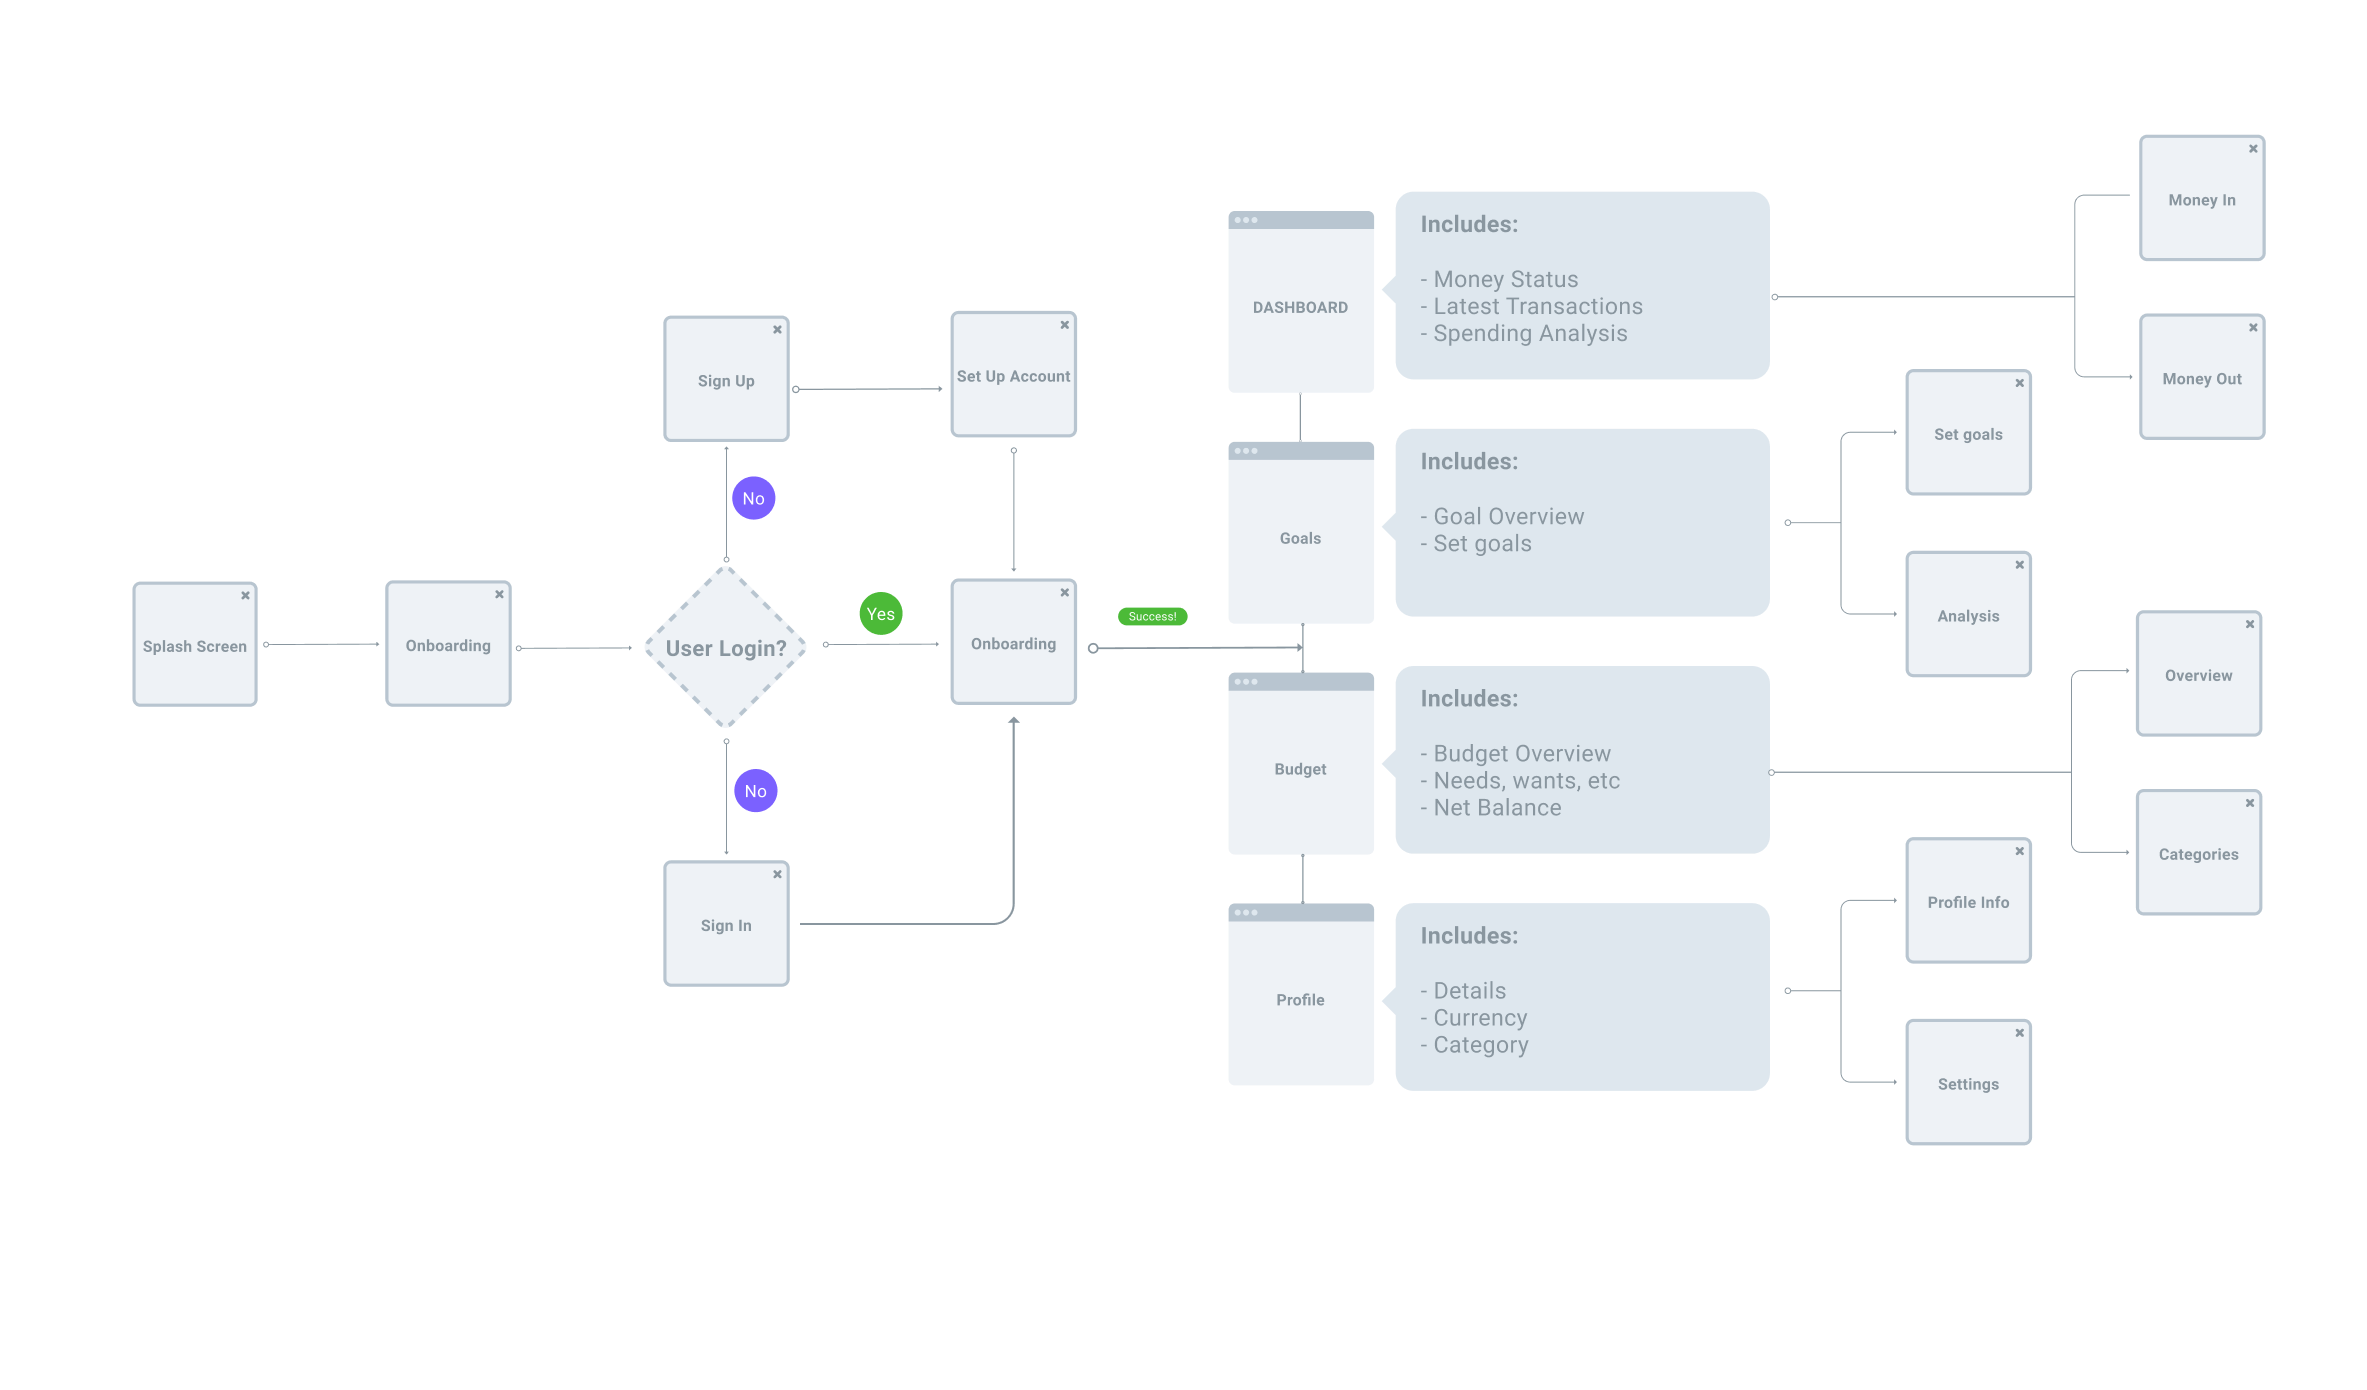 Splash Screen
Onboarding
User Login?
No
Sign Up
Set Up Account
Yes
Onboarding
No
Sign In
Success!
DASHBOARD
Includes:
- Money Status
- Latest Transactions
- Spending Analysis
Money In
Money Out
Goals
Includes:
- Goal Overview
- Set goals
Set goals
Analysis
Budget
Includes:
- Budget Overview
- Needs, wants, etc
- Net Balance
Overview
Categories
Profile
Includes:
- Details
- Currency
- Category
Profile Info
Settings